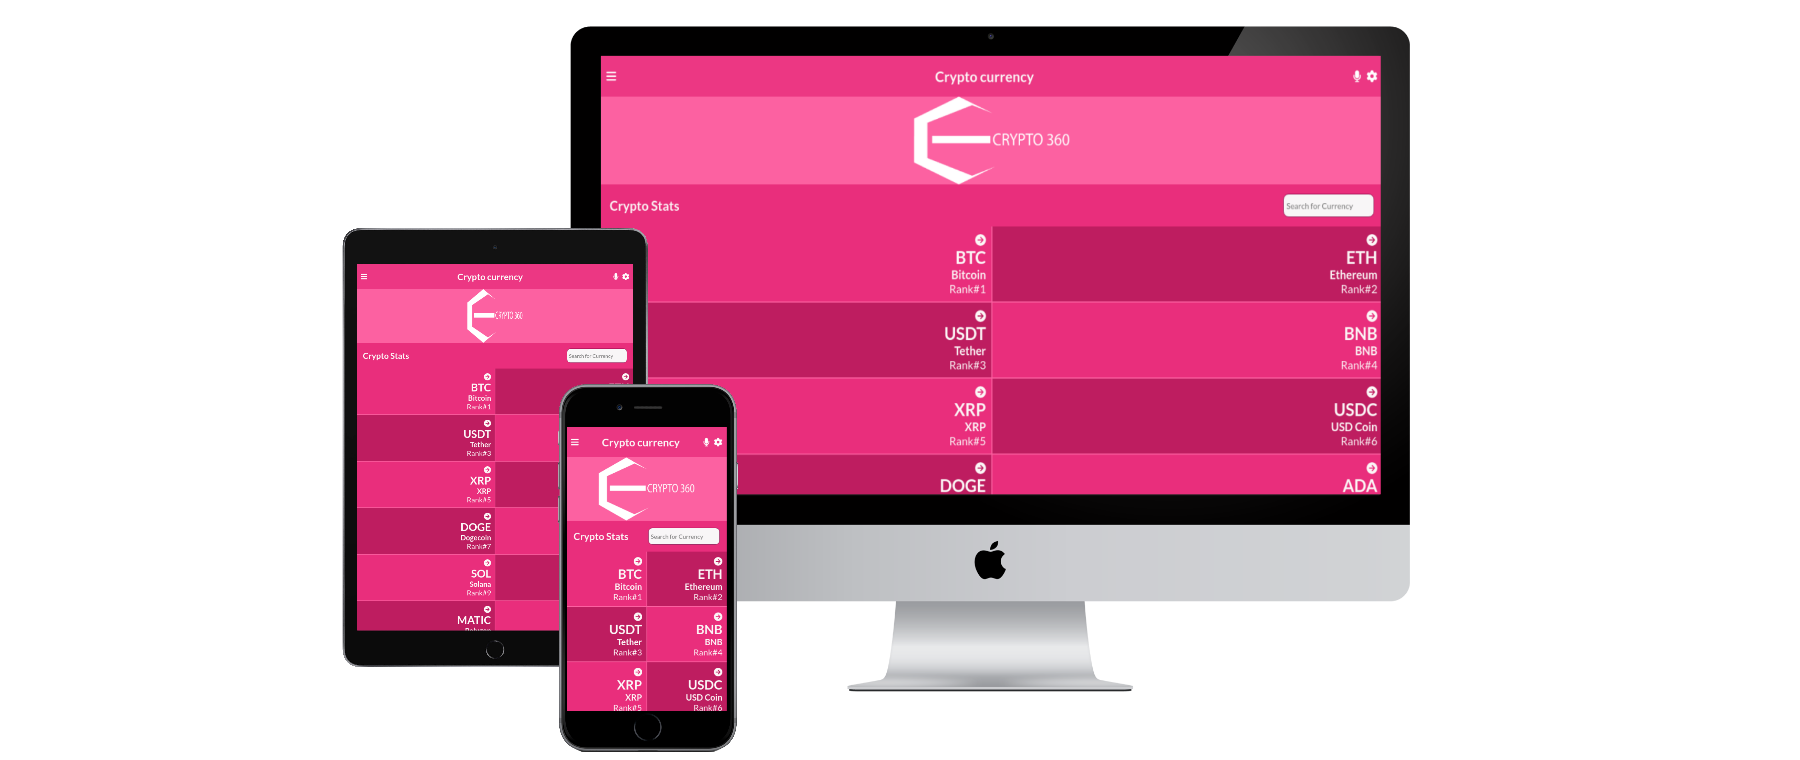 Crypto currency
CRYPTO 360
Crypto Stats
Search for Currency
BTC
Bitcoin
Rank#1
ETH
Ethereum
Rank#2
USDT
Tether
Rank#3
BNB
BNB
Rank#4
XRP
XRP
Rank#5
USDC
USD Coin
Rank#6
DOGE
ADA
Crypto currency
CRYPTO 360
Crypto Stats
Search for Currency
BTC
Bitcoin
Rank#1
USDT
Tether
Rank#3
XRP
XRP
Rank#5
DOGE
Dogecoin
Rank#7
SOL
Solana
Rank#9
MATIC
Crypto currency
CRYPTO 360
Crypto Stats
Search for Currency
BTC
Bitcoin
Rank#1
ETH
Ethereum
Rank#2
USDT
Tether
Rank#3
BNB
BNB
Rank#4
XRP
XRP
Rank#5
USDC
USD Coin
Rank#6